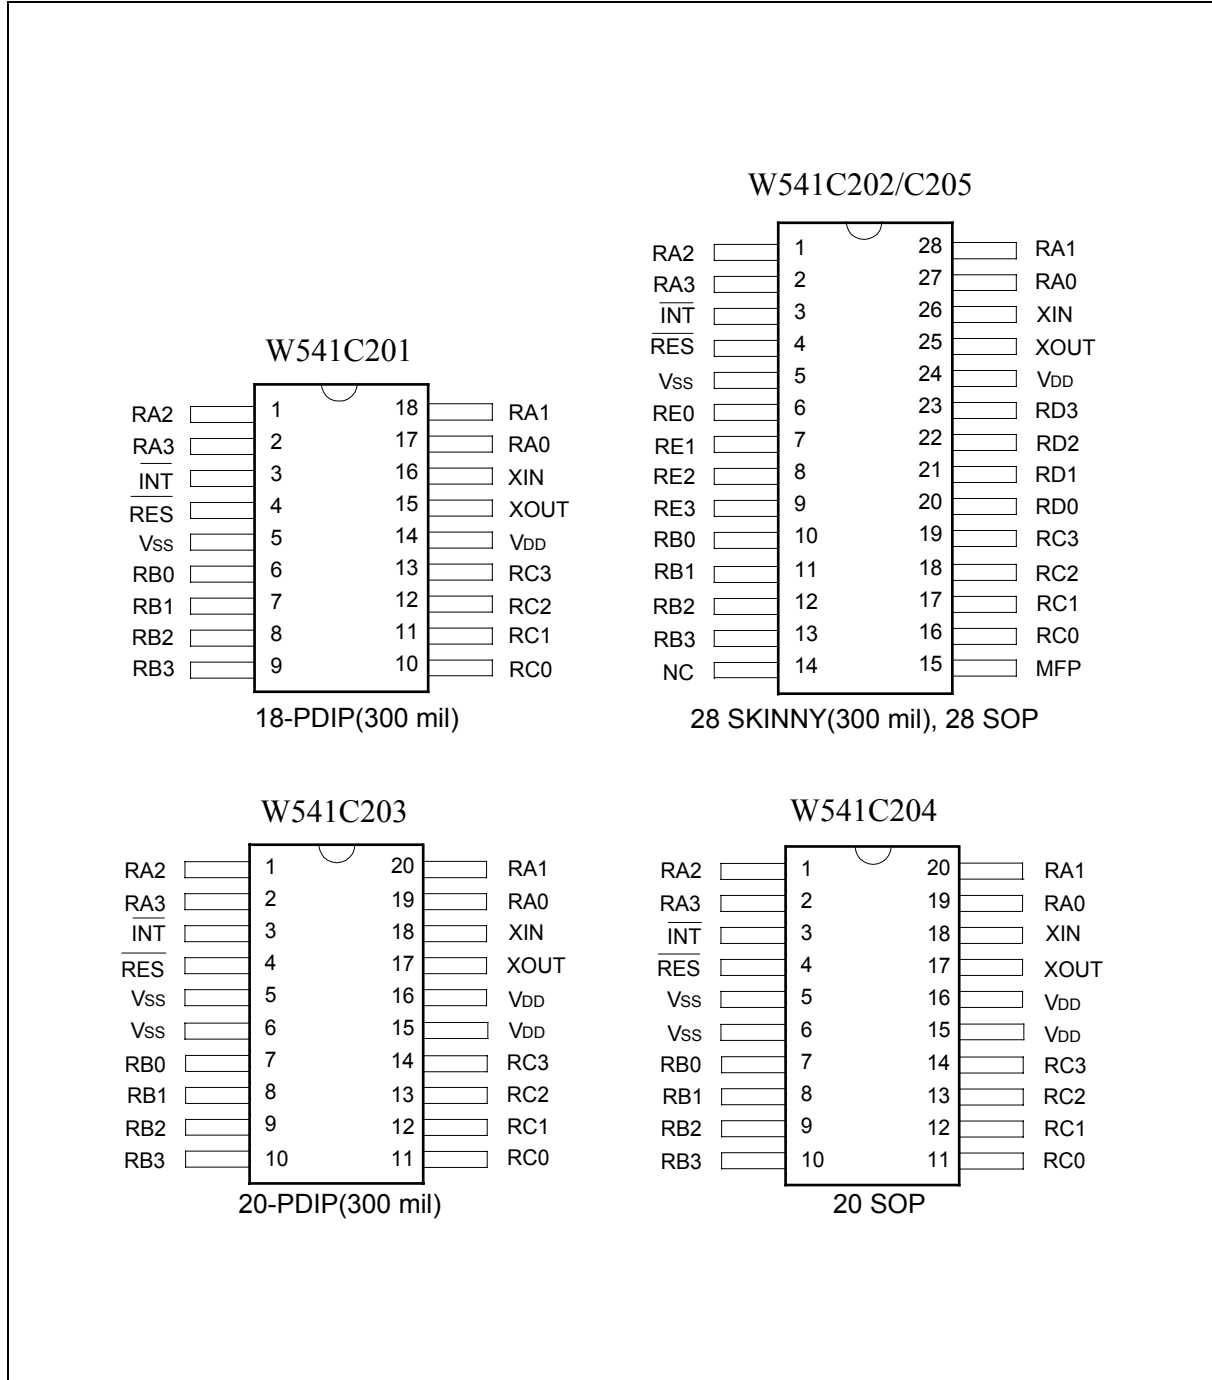 W541C201
RA2 1 18 RA1
RA3 2 17 RA0
INT 3 16 XIN
RES 4 15 XOUT
VSS 5 14 VDD
RB0 6 13 RC3
RB1 7 12 RC2
RB2 8 11 RC1
RB3 9 10 RC0
18-PDIP(300 mil)
W541C202/C205
RA2 1 28 RA1
RA3 2 27 RA0
INT 3 26 XIN
RES 4 25 XOUT
VSS 5 24 VDD
RE0 6 23 RD3
RE1 7 22 RD2
RE2 8 21 RD1
RE3 9 20 RD0
RB0 10 19 RC3
RB1 11 18 RC2
RB2 12 17 RC1
RB3 13 16 RC0
NC 14 15 MFP
28 SKINNY(300 mil), 28 SOP
W541C203
RA2 1 20 RA1
RA3 2 19 RA0
INT 3 18 XIN
RES 4 17 XOUT
VSS 5 16 VDD
VSS 6 15 VDD
RB0 7 14 RC3
RB1 8 13 RC2
RB2 9 12 RC1
RB3 10 11 RC0
20-PDIP(300 mil)
W541C204
RA2 1 20 RA1
RA3 2 19 RA0
INT 3 18 XIN
RES 4 17 XOUT
VSS 5 16 VDD
VSS 6 15 VDD
RB0 7 14 RC3
RB1 8 13 RC2
RB2 9 12 RC1
RB3 10 11 RC0
20 SOP